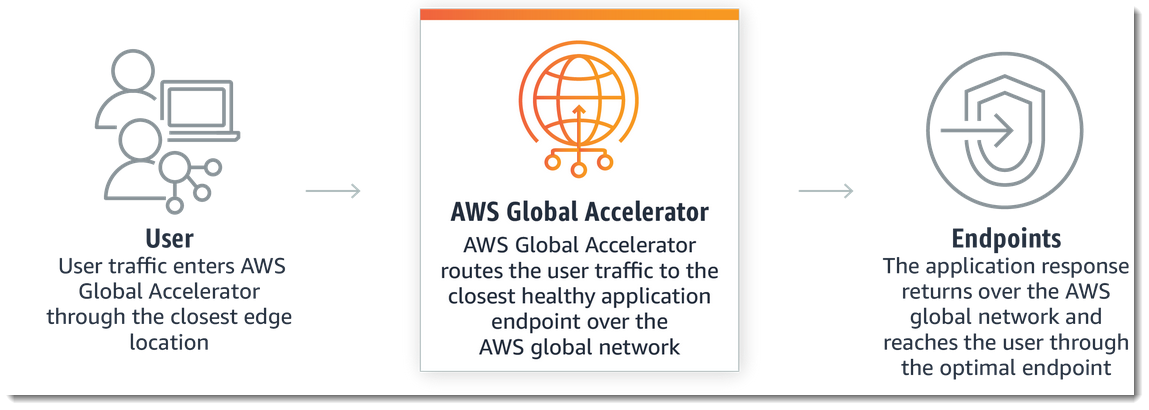 User
User traffic enters AWS
Global Accelerator
through the closest edge
location
AWS Global Accelerator
AWS Global Accelerator
routes the user traffic to the
closest healthy application
endpoint over the
AWS global network
Endpoints
The application response
returns over the AWS
global network and
reaches the user through
the optimal endpoint